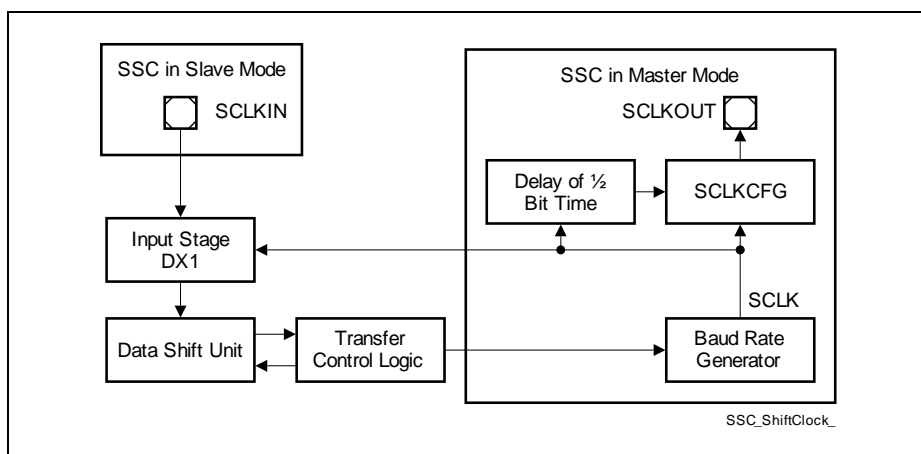 SSC in Slave Mode
SCLKIN
SSC in Master Mode
SCLKOUT
Delay of ½
Bit Time
SCLKCFG
Input Stage
DX1
SCLK
Data Shift Unit
Transfer
Control Logic
Baud Rate
Generator
SSC_ShiftClock_